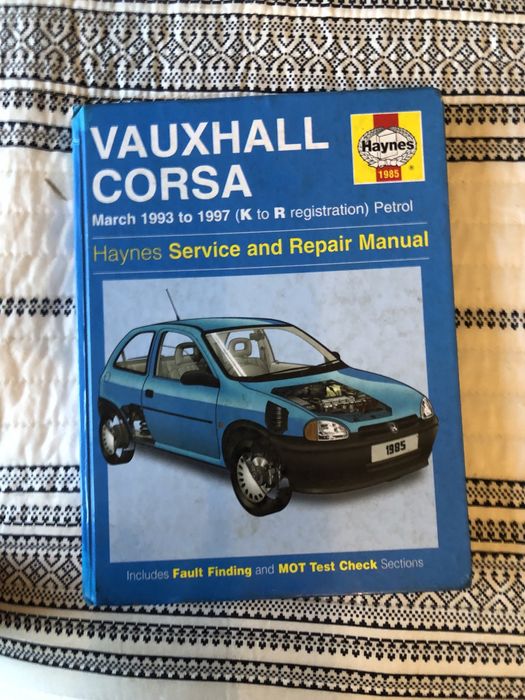 VAUXHALL
CORSA
Haynes
1985
March 1993 to 1997 (K to R registration) Petrol
Haynes Service and Repair Manual
1985
Includes Fault Finding and MOT Test Check Sections